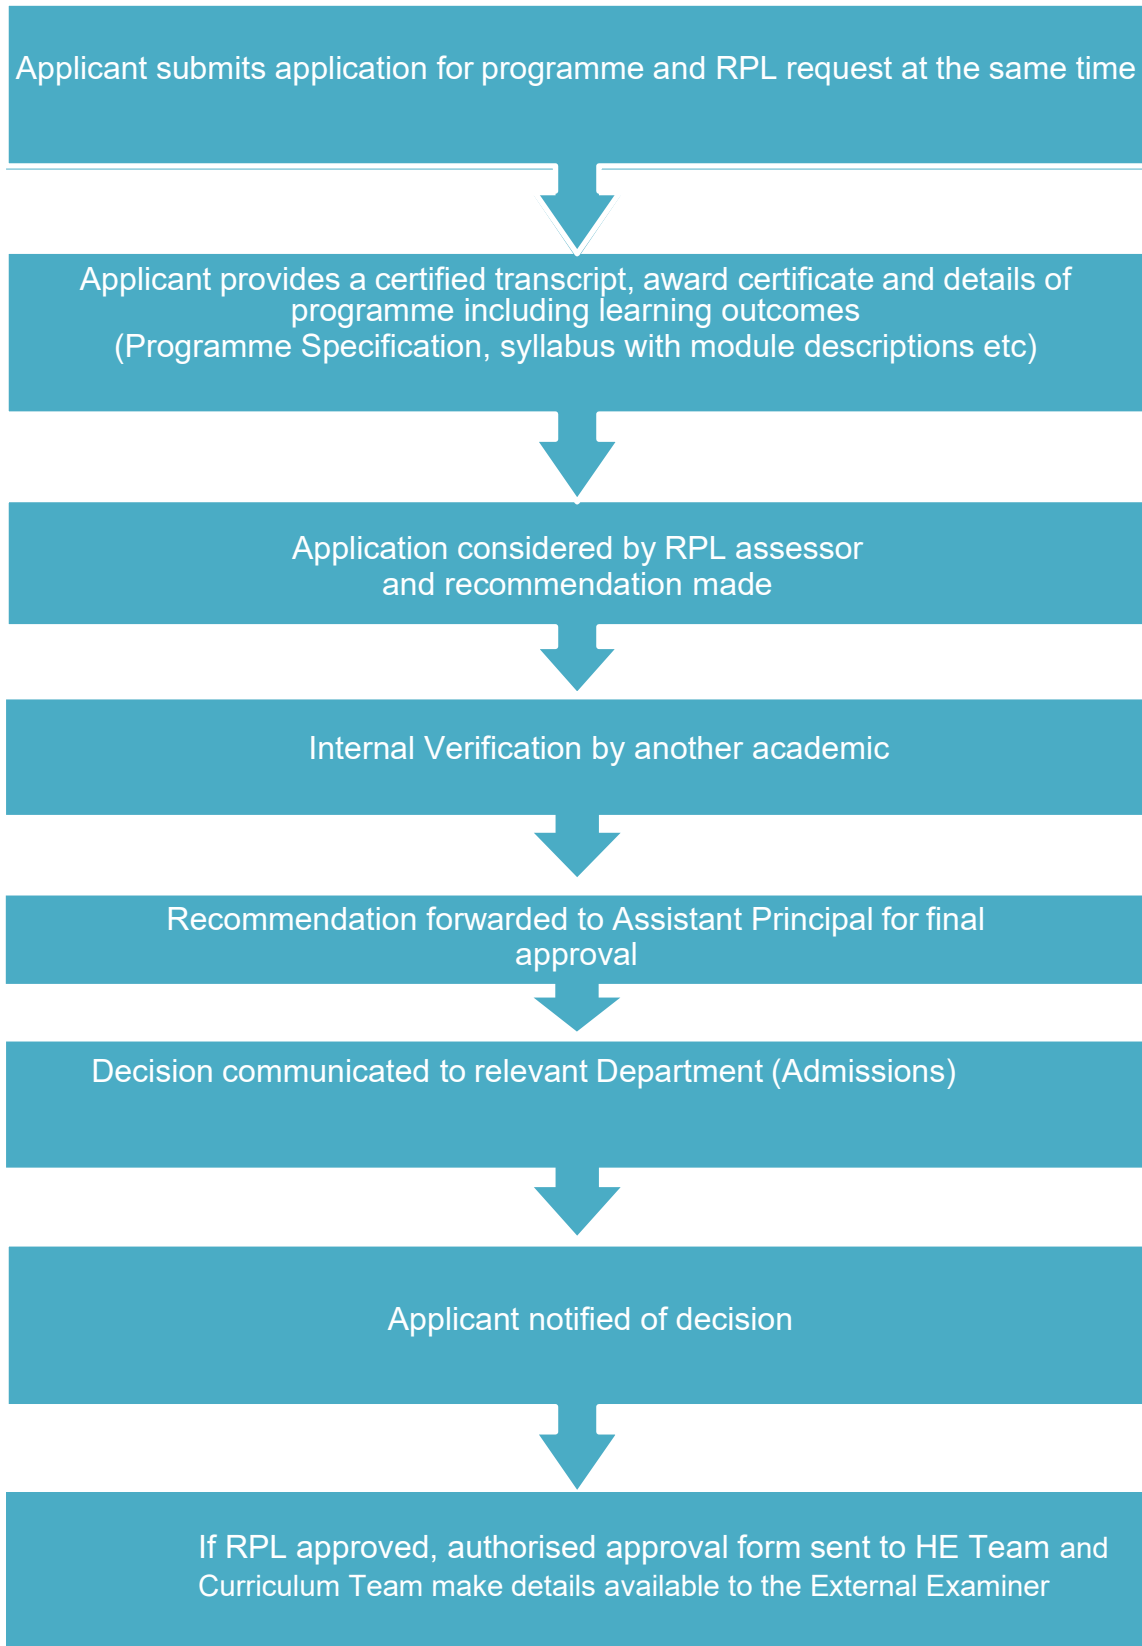 Applicant submits application for programme and RPL request at the same time
Applicant provides a certified transcript, award certificate and details of
programme including learning outcomes
(Programme Specification, syllabus with module descriptions etc)
Application considered by RPL assessor
and recommendation made
Internal Verification by another academic
Recommendation forwarded to Assistant Principal for final
approval
Decision communicated to relevant Department (Admissions)
Applicant notified of decision
If RPL approved, authorised approval form sent to HE Team and
Curriculum Team make details available to the External Examiner